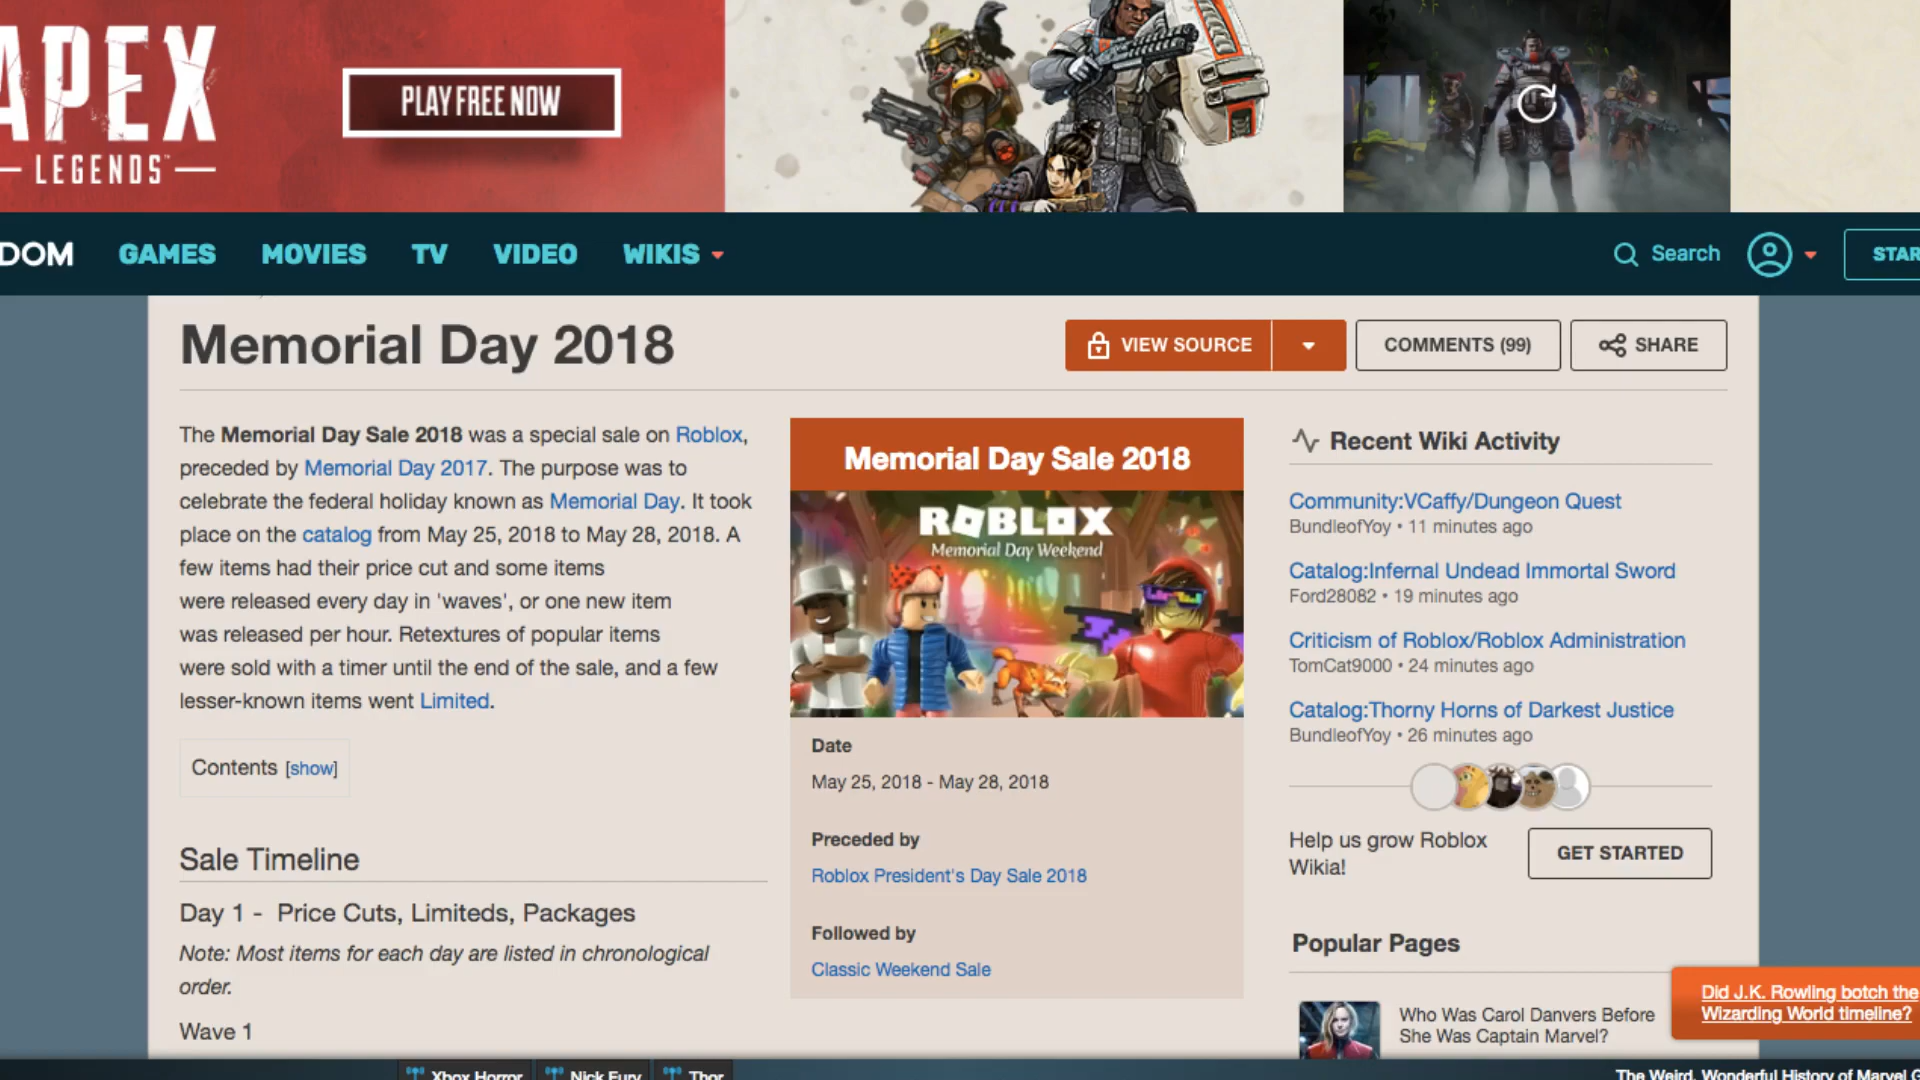 APEX
LEGENDS
PLAY FREE NOW
DOM
GAMES
MOVIES
TV
VIDEO
WIKIS
Search
STAR
Memorial Day 2018
VIEW SOURCE
COMMENTS (99)
SHARE
The Memorial Day Sale 2018 was a special sale on Roblox,
preceded by Memorial Day 2017. The purpose was to
celebrate the federal holiday known as Memorial Day. It took
place on the catalog from May 25, 2018 to May 28, 2018. A
few items had their price cut and some items
were released every day in 'waves', or one new item
was released per hour. Retextures of popular items
were sold with a timer until the end of the sale, and a few
lesser-known items went Limited.
Contents [show]
Sale Timeline
Day 1 - Price Cuts, Limiteds, Packages
Note: Most items for each day are listed in chronological
order.
Wave 1
Memorial Day Sale 2018
ROBLOX
Memorial Day Weekend
Date
May 25, 2018 - May 28, 2018
Preceded by
Roblox President's Day Sale 2018
Followed by
Classic Weekend Sale
Recent Wiki Activity
Community:VCaffy/Dungeon Quest
BundleofYoy • 11 minutes ago
Catalog:Infernal Undead Immortal Sword
Ford28082 • 19 minutes ago
Criticism of Roblox/Roblox Administration
TomCat9000 • 24 minutes ago
Catalog:Thorny Horns of Darkest Justice
BundleofYoy • 26 minutes ago
Help us grow Roblox
Wikia!
GET STARTED
Popular Pages
Who Was Carol Danvers Before
She Was Captain Marvel?
Did J.K. Rowling botch the
Wizarding World timeline?
Xbox Horror
Nick Fury
Thor
The Weird, Wonderful History of Marvel G